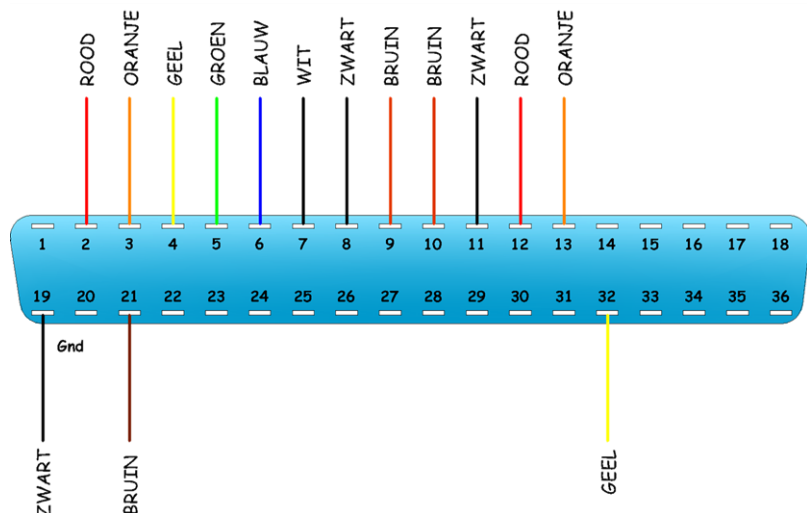 ROOD ORANJE GEEL GROEN BLAUW WIT ZWART BRUIN BRUIN ZWART ROOD ORANJE
1 2 3 4 5 6 7 8 9 10 11 12 13 14 15 16 17 18
19 20 21 22 23 24 25 26 27 28 29 30 31 32 33 34 35 36
Gnd
ZWART BRUIN GEEL